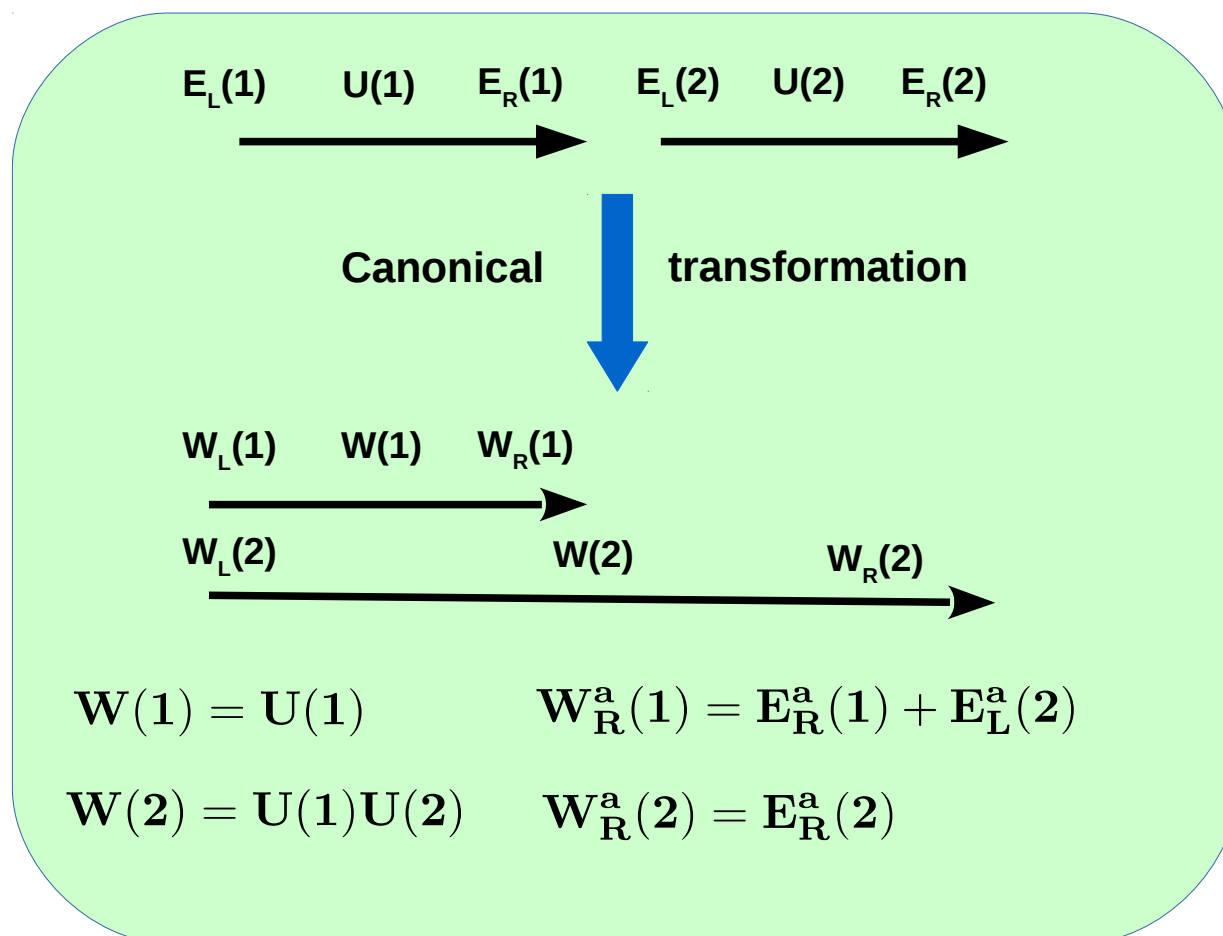 E_L(1) U(1) E_R(1) E_L(2) U(2) E_R(2)
Canonical transformation
W_L(1) W(1) W_R(1)
W_L(2) W(2) W_R(2)
W(1) = U(1) W_R^a(1) = E_R^a(1) + E_L^a(2)
W(2) = U(1)U(2) W_R^a(2) = E_R^a(2)